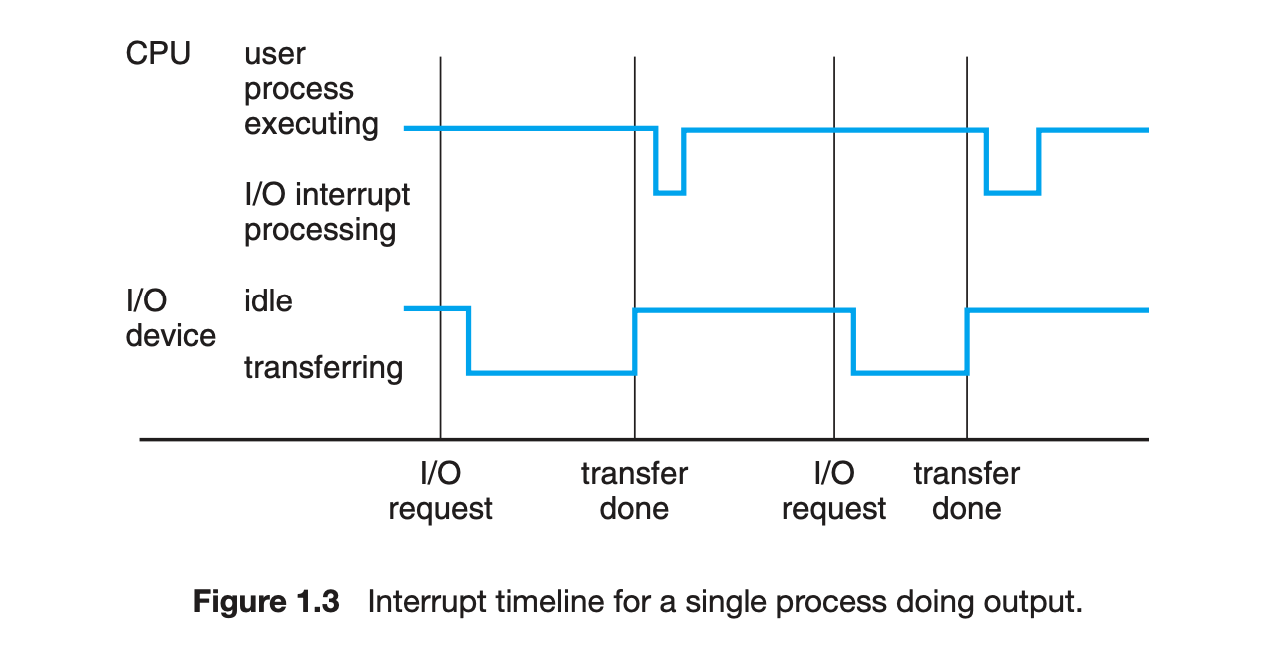 CPU
user
process
executing
I/O interrupt
processing
I/O
device
idle
transferring
I/O
request
transfer
done
I/O
request
transfer
done
Figure 1.3 Interrupt timeline for a single process doing output.